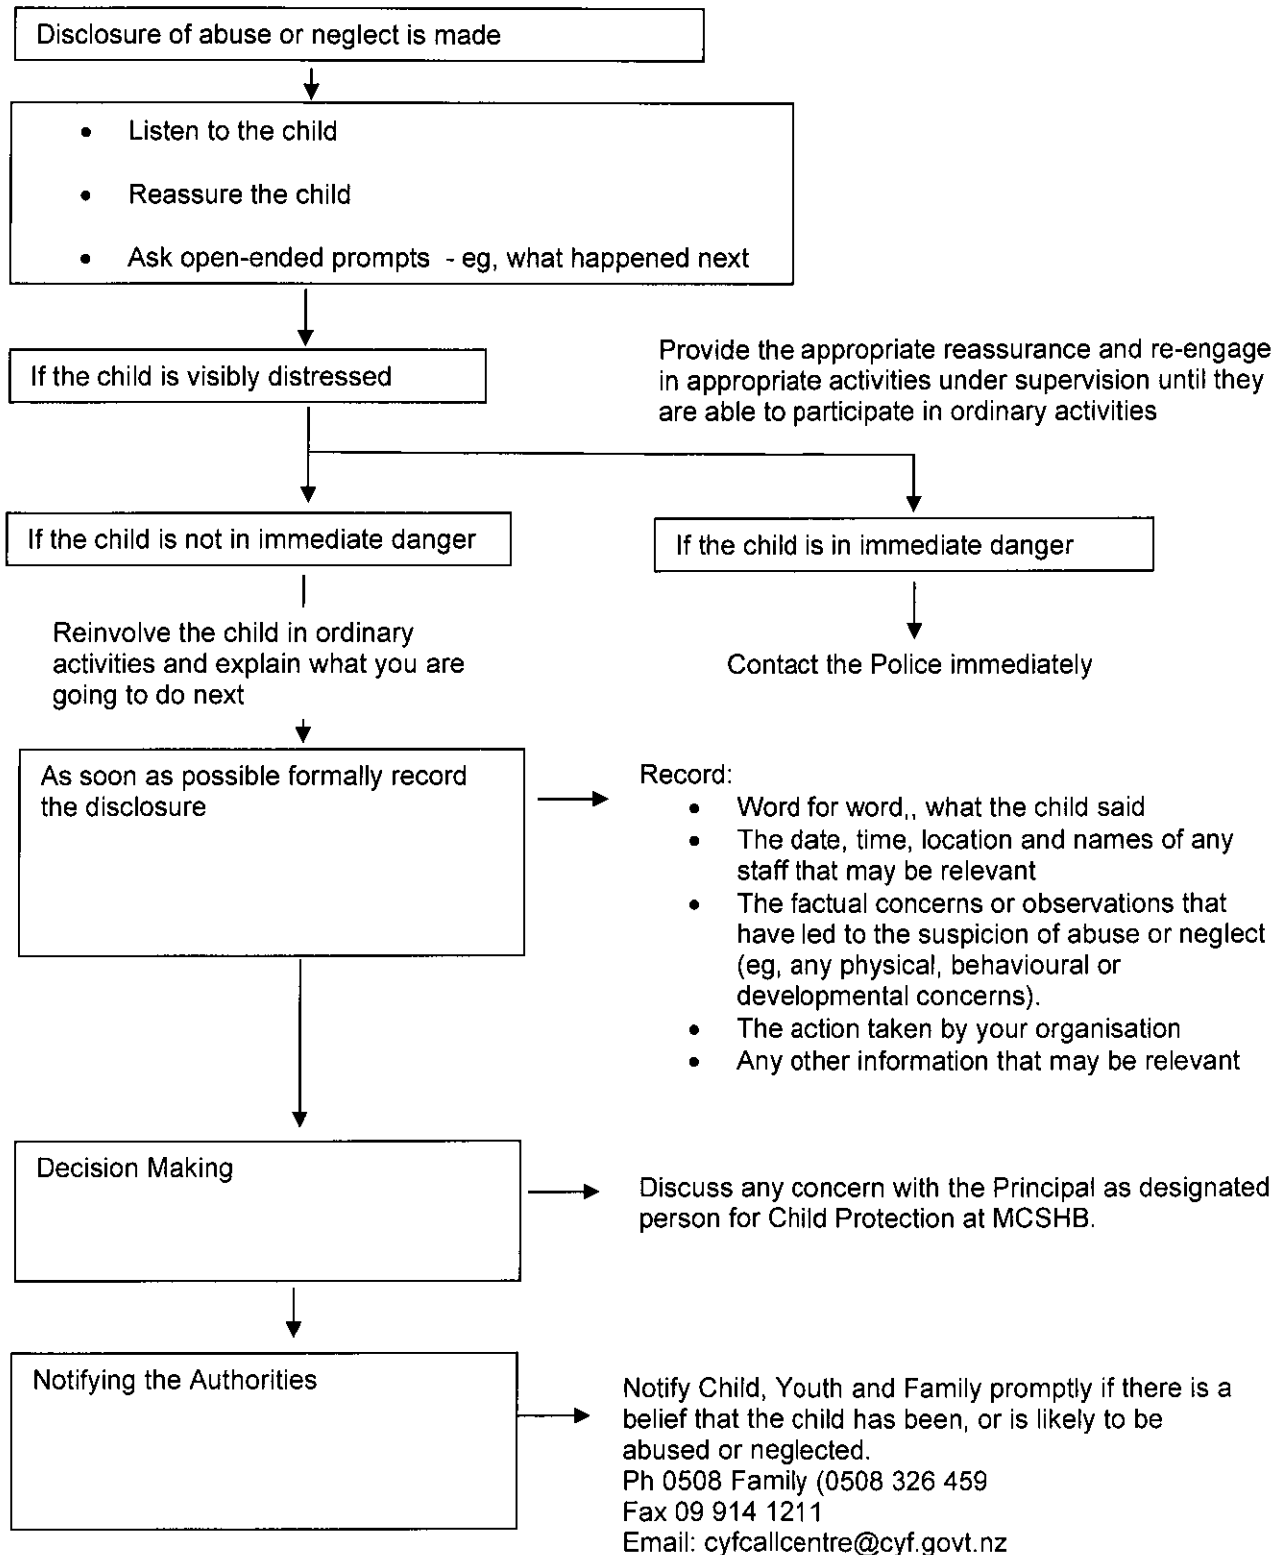 Disclosure of abuse or neglect is made
• Listen to the child
• Reassure the child
• Ask open-ended prompts - eg, what happened next
If the child is visibly distressed
Provide the appropriate reassurance and re-engage
in appropriate activities under supervision until they
are able to participate in ordinary activities
If the child is not in immediate danger
If the child is in immediate danger
Reinvolve the child in ordinary
activities and explain what you are
going to do next
Contact the Police immediately
As soon as possible formally record
the disclosure
Record:
• Word for word,, what the child said
• The date, time, location and names of any
staff that may be relevant
• The factual concerns or observations that
have led to the suspicion of abuse or neglect
(eg, any physical, behavioural or
developmental concerns).
• The action taken by your organisation
• Any other information that may be relevant
Decision Making
Discuss any concern with the Principal as designated
person for Child Protection at MCSHB.
Notifying the Authorities
Notify Child, Youth and Family promptly if there is a
belief that the child has been, or is likely to be
abused or neglected.
Ph 0508 Family (0508 326 459
Fax 09 914 1211
Email: cyfcallcentre@cyf.govt.nz